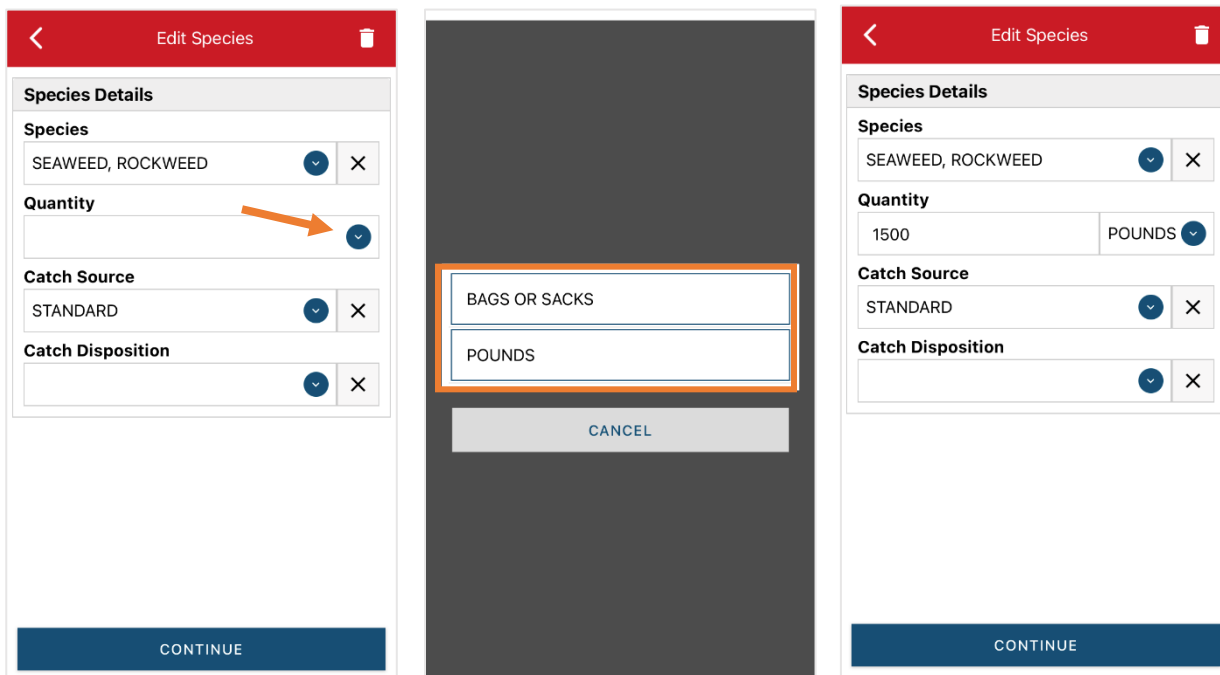 Edit Species
Species Details
Species
SEAWEED, ROCKWEED
Quantity
Catch Source
STANDARD
Catch Disposition
CONTINUE
BAGS OR SACKS
POUNDS
CANCEL
Edit Species
Species Details
Species
SEAWEED, ROCKWEED
Quantity
1500 POUNDS
Catch Source
STANDARD
Catch Disposition
CONTINUE